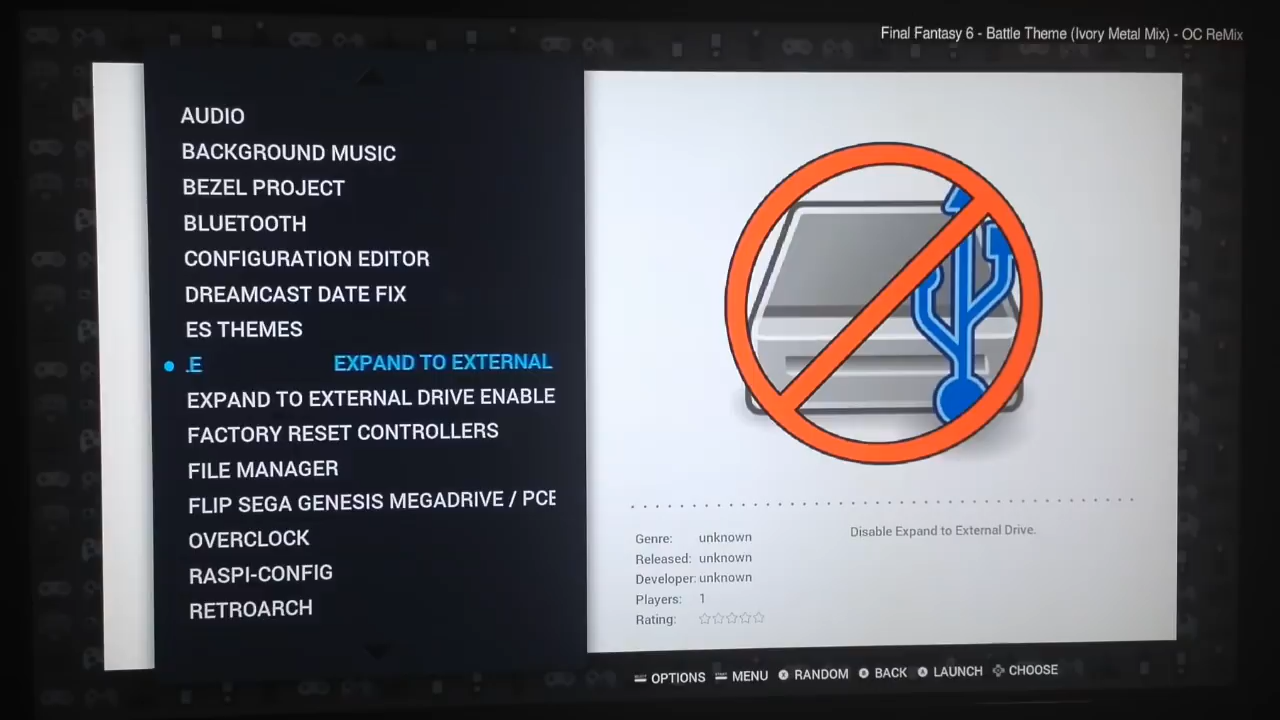 Final Fantasy 6 - Battle Theme (Ivory Metal Mix) - OC ReMix
AUDIO
BACKGROUND MUSIC
BEZEL PROJECT
BLUETOOTH
CONFIGURATION EDITOR
DREAMCAST DATE FIX
ES THEMES
.E EXPAND TO EXTERNAL
EXPAND TO EXTERNAL DRIVE ENABLE
FACTORY RESET CONTROLLERS
FILE MANAGER
FLIP SEGA GENESIS MEGADRIVE / PCE
OVERCLOCK
RASPI-CONFIG
RETROARCH
Genre: unknown
Released: unknown
Developer: unknown
Players: 1
Rating:
Disable Expand to External Drive.
OPTIONS MENU RANDOM BACK LAUNCH CHOOSE